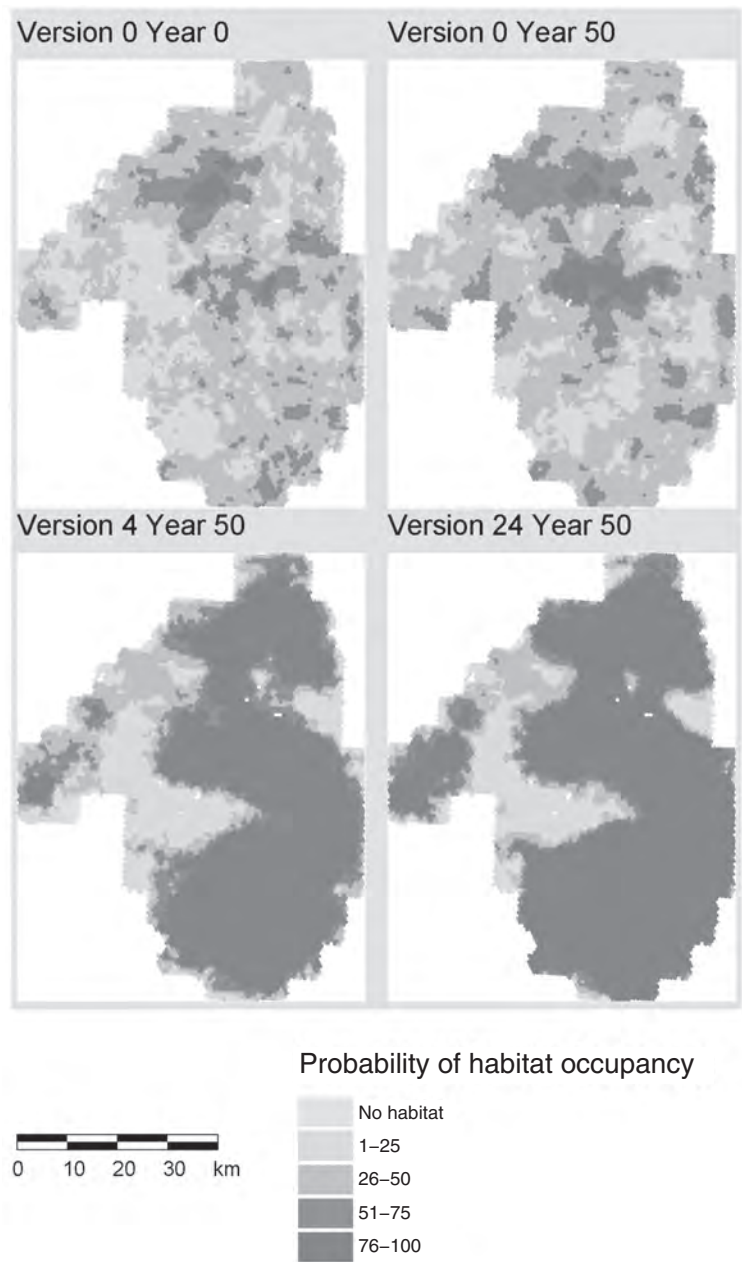 Version 0 Year 0
Version 0 Year 50
Version 4 Year 50
Version 24 Year 50
Probability of habitat occupancy
No habitat
1–25
26–50
51–75
76–100
0 10 20 30 km